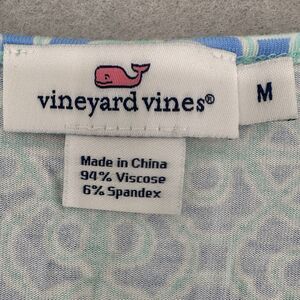 vineyard vines®
M
Made in China
94% Viscose
6% Spandex